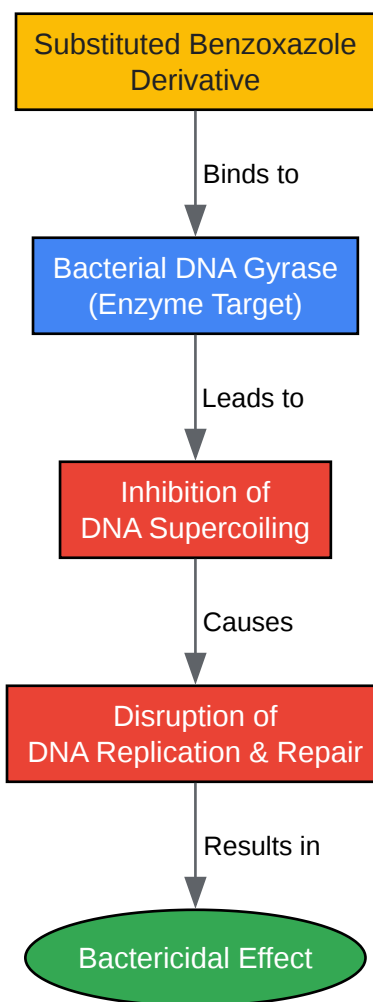 Substituted Benzoxazole
Derivative
Binds to
Bacterial DNA Gyrase
(Enzyme Target)
Leads to
Inhibition of
DNA Supercoiling
Causes
Disruption of
DNA Replication & Repair
Results in
Bactericidal Effect